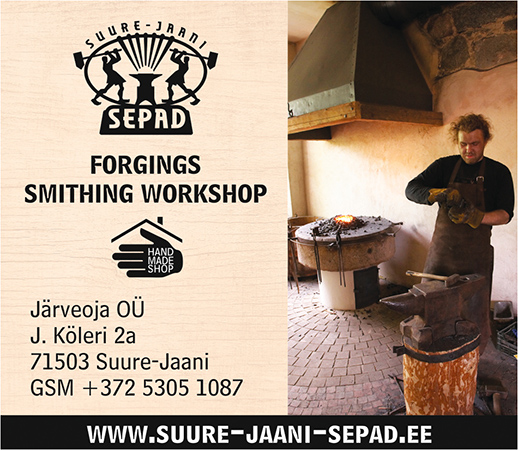 SUURE-JAANI
SEPAD
FORGINGS
SMITHING WORKSHOP
HAND
MADE
SHOP
Järveoja OÜ
J. Köleri 2a
71503 Suure-Jaani
GSM +372 5305 1087
WWW.SUURE-JAANI-SEPAD.EE